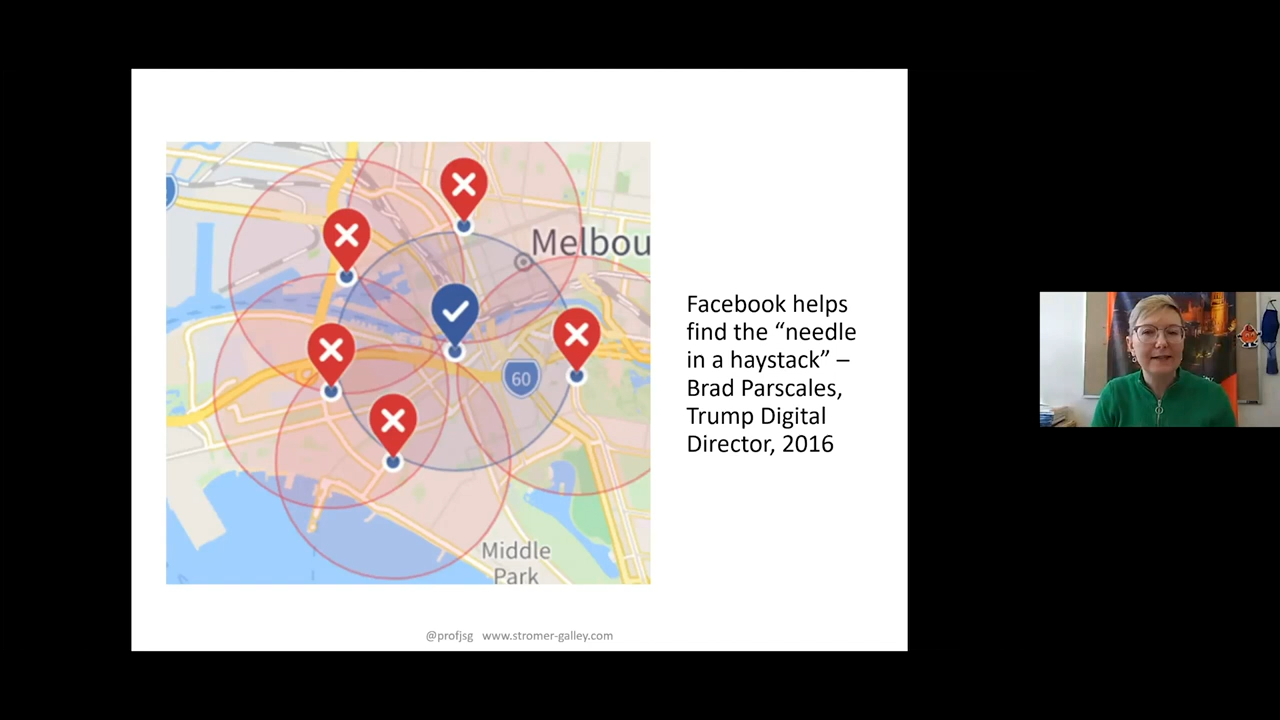 Melbou
60
Middle
Park
Facebook helps
find the “needle
in a haystack” –
Brad Parscales,
Trump Digital
Director, 2016
@profjsg www.stromer-galley.com